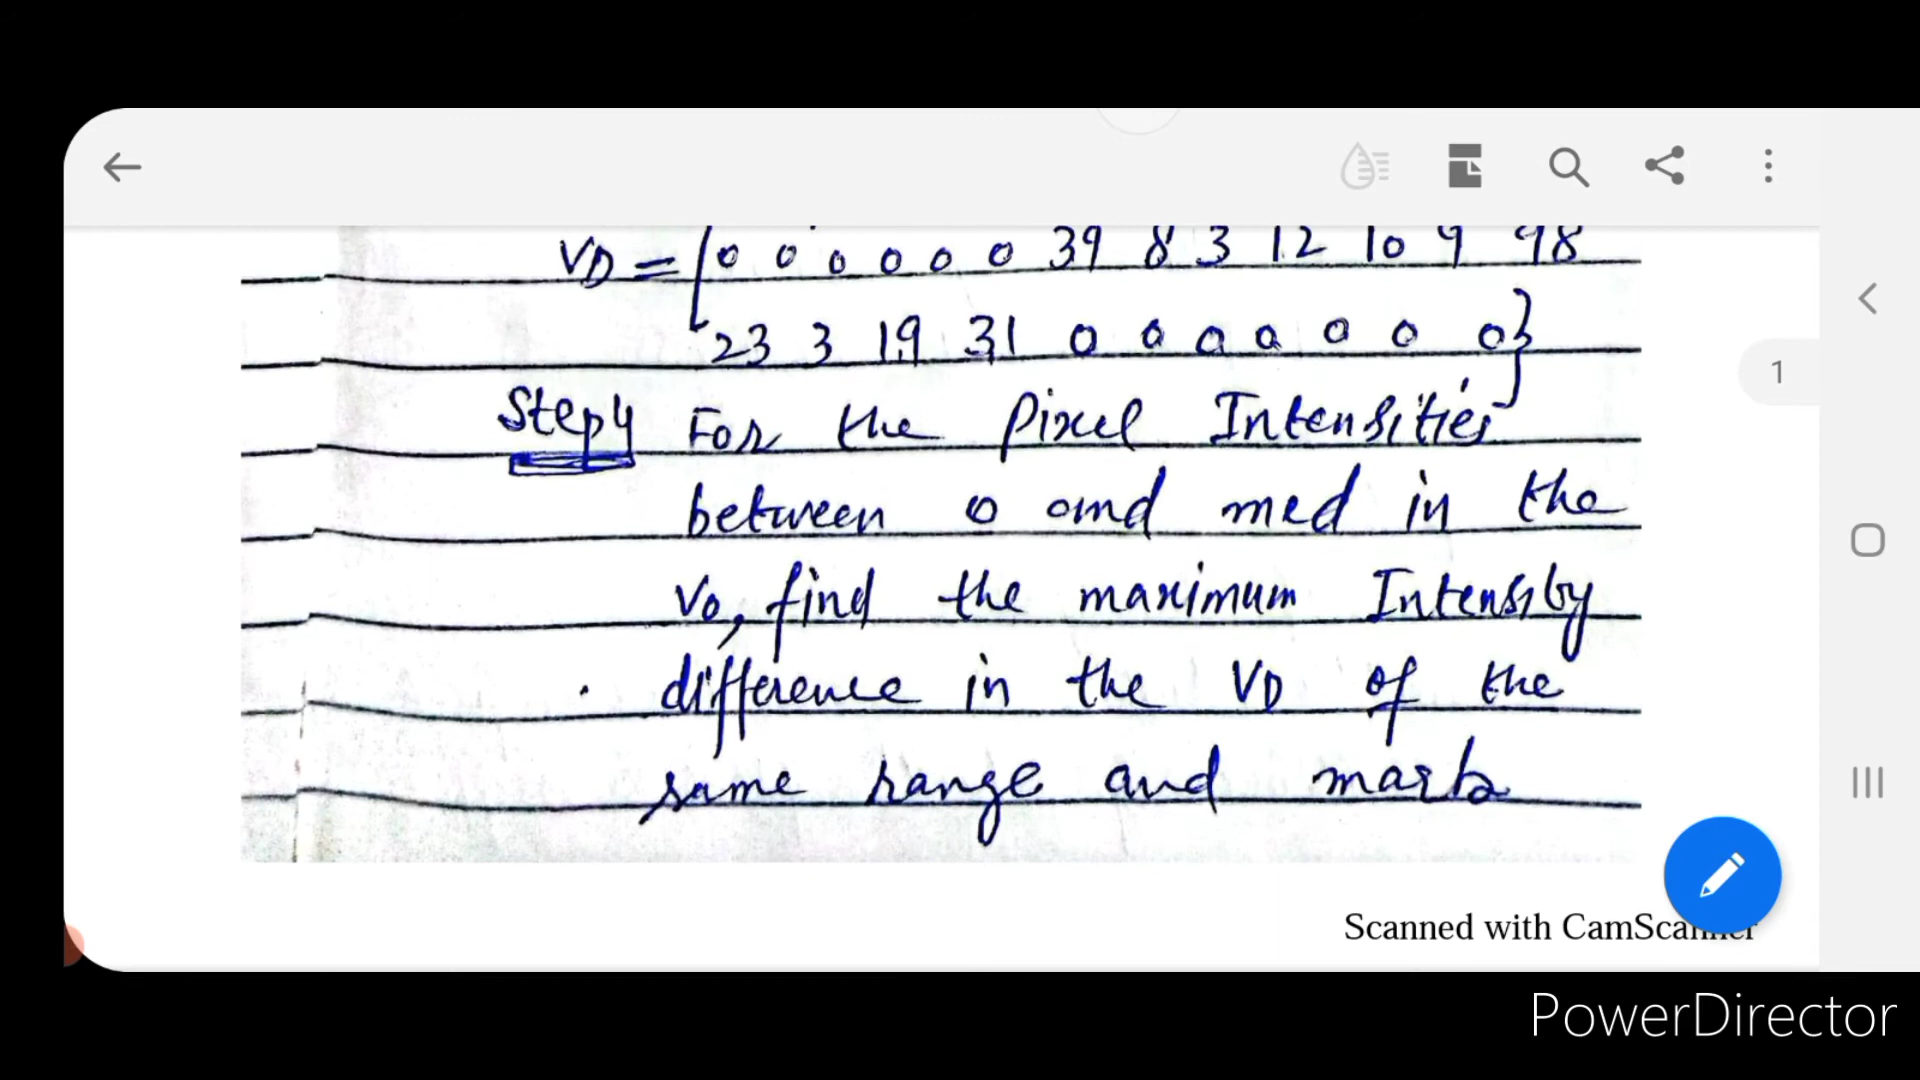 VD = [0 0 0 0 0 0 39 8 3 12 10 9 98
23 3 19 31 0 0 0 0 0 0 0}
1
Step4 For the Pixel Intensities
between 0 and med in the
Vo, find the maximum Intensity
difference in the VD of the
same range and mark
Scanned with CamScanner
PowerDirector